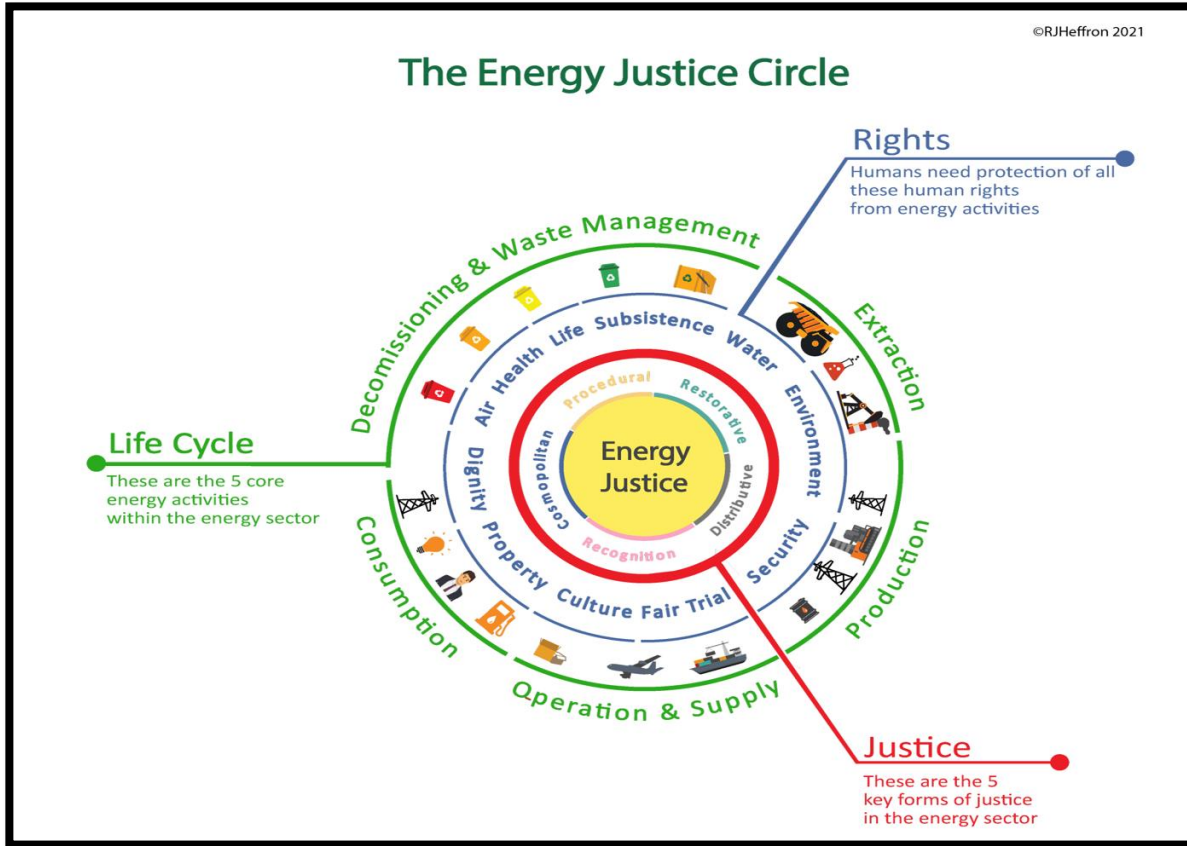 ©RJHeffron 2021
The Energy Justice Circle
Rights
Humans need protection of all
these human rights
from energy activities
Decomissioning & Waste Management
Extraction
Production
Operation & Supply
Consumption
Life Cycle
These are the 5 core
energy activities
within the energy sector
Air
Health
Life
Subsistence
Water
Environment
Security
Fair Trial
Culture
Property
Dignity
Procedural
Restorative
Distributive
Recognition
Cosmopolitan
Energy
Justice
Justice
These are the 5
key forms of justice
in the energy sector